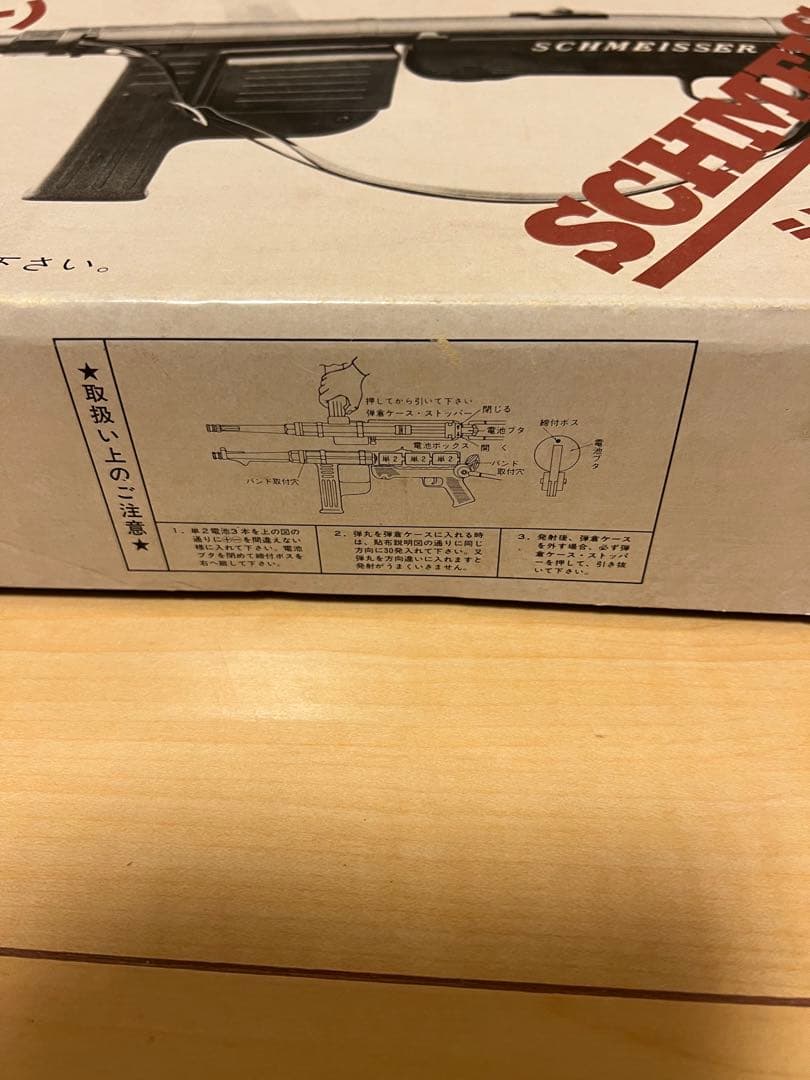 SCHMEISSER
SCHME
さい。
★取扱い上のご注意★
押してから引いて下さい
弾倉ケース・ストッパー
閉じる
電池ブタ
電池ボックス
開く
単2 単2 単2
バンド取付穴
バンド
取付穴
締付ボス
電池ブタ
1. 単2電池3本を上の図の
通りに＋－を間違えない
様に入れて下さい。電池
ブタを閉めて締付ボスを
右へ廻して下さい。
2. 弾丸を弾倉ケースに入れる時
は、貼布説明図の通りに同じ
方向に30発入れて下さい。又
弾丸を方向違いに入れますと
発射がうまくいきません。
3. 発射後、弾倉ケース
を外す場合、必ず弾
倉ケース・ストッパ
ーを押して、引き抜
いて下さい。